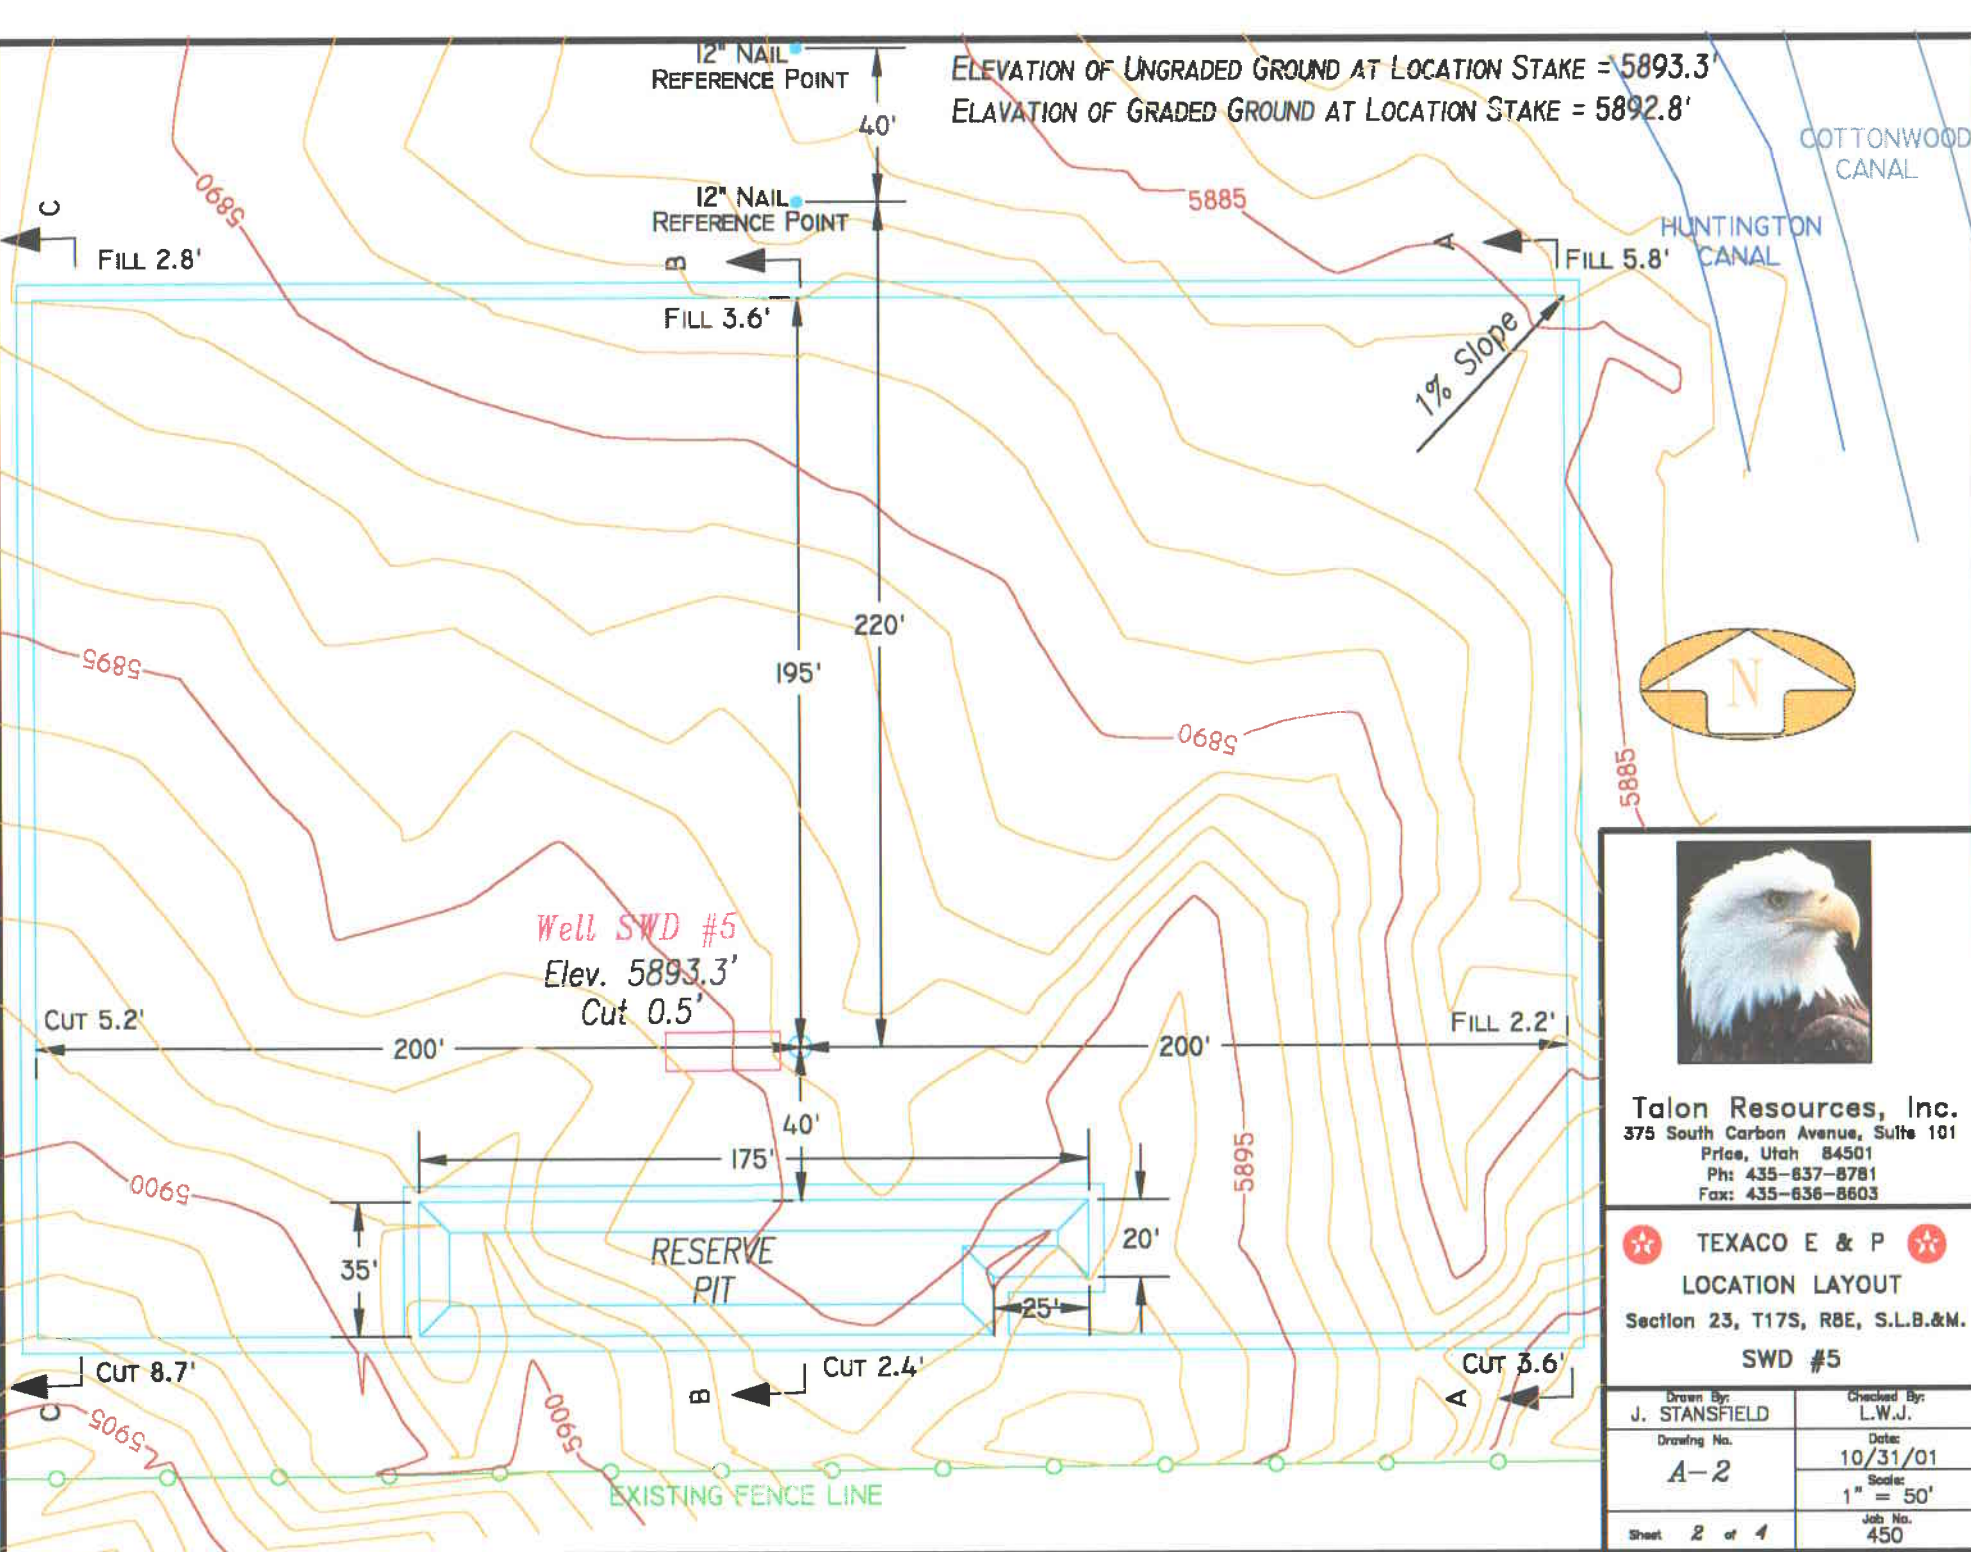 12" NAIL
REFERENCE POINT
40'
ELEVATION OF UNGRADED GROUND AT LOCATION STAKE = 5893.3'
ELAVATION OF GRADED GROUND AT LOCATION STAKE = 5892.8'
COTTONWOOD
CANAL
5890
12" NAIL
REFERENCE POINT
5885
HUNTINGTON
CANAL
C
FILL 2.8'
B
A
FILL 5.8'
FILL 3.6'
1% Slope
220'
195'
5895
N
5890
5885
Well SWD #5
Elev. 5893.3'
Cut 0.5'
CUT 5.2'
FILL 2.2'
200'
200'
40'
175'
5895
5900
35'
RESERVE
PIT
20'
25'
CUT 8.7'
CUT 2.4'
CUT 3.6'
C
B
A
5905
5900
EXISTING FENCE LINE
Talon Resources, Inc.
375 South Carbon Avenue, Suite 101
Price, Utah 84501
Ph: 435-637-8781
Fax: 435-636-8603
TEXACO E & P
LOCATION LAYOUT
Section 23, T17S, R8E, S.L.B.&M.
SWD #5
Drawn By:
J. STANSFIELD
Checked By:
L.W.J.
Drawing No.
A-2
Date:
10/31/01
Scale:
1" = 50'
Sheet 2 of 4
Job No.
450